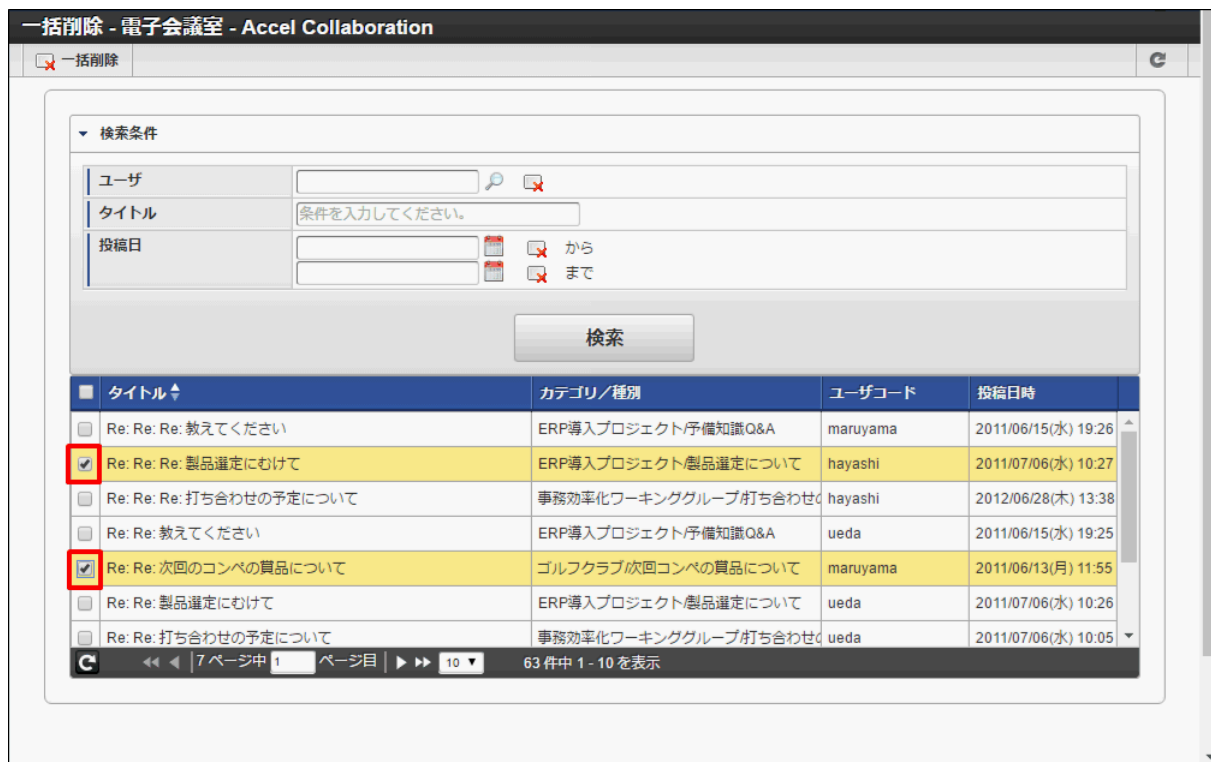 一括削除 - 電子会議室 - Accel Collaboration
一括削除
検索条件
ユーザ
タイトル 条件を入力してください。
投稿日 から
まで
検索
タイトル カテゴリ／種別 ユーザコード 投稿日時
Re: Re: Re: 教えてください ERP導入プロジェクト/予備知識Q&A maruyama 2011/06/15(水) 19:26
Re: Re: Re: 製品選定にむけて ERP導入プロジェクト/製品選定について hayashi 2011/07/06(水) 10:27
Re: Re: Re: 打ち合わせの予定について 事務効率化ワーキンググループ/打ち合わせの hayashi 2012/06/28(木) 13:38
Re: Re: 教えてください ERP導入プロジェクト/予備知識Q&A ueda 2011/06/15(水) 19:25
Re: Re: 次回のコンペの賞品について ゴルフクラブ/次回コンペの賞品について maruyama 2011/06/13(月) 11:55
Re: Re: 製品選定にむけて ERP導入プロジェクト/製品選定について ueda 2011/07/06(水) 10:26
Re: Re: 打ち合わせの予定について 事務効率化ワーキンググループ/打ち合わせの ueda 2011/07/06(水) 10:05
7 ページ中 1 ページ目 10 63 件中 1 - 10 を表示